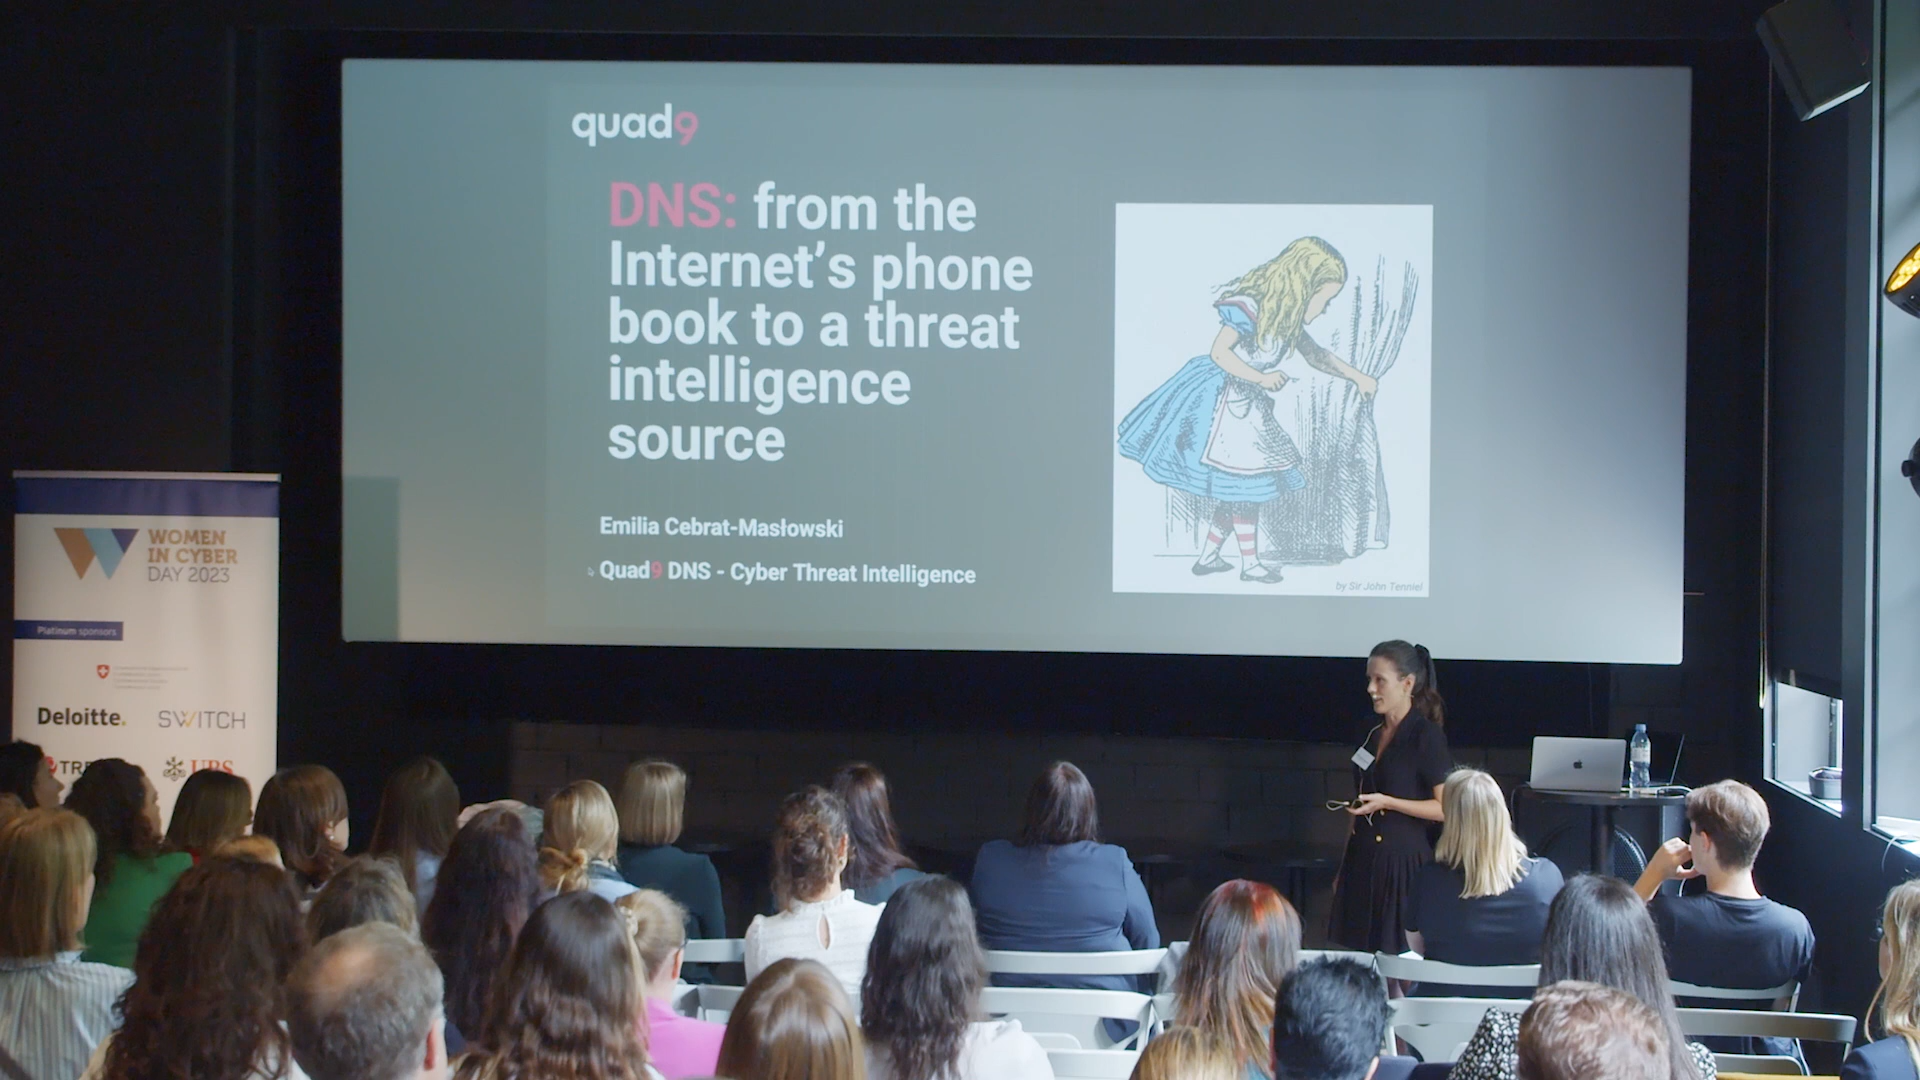 quad9
DNS: from the
Internet’s phone
book to a threat
intelligence
source
Emilia Cebrat-Masłowski
Quad9 DNS - Cyber Threat Intelligence
by Sir John Tenniel
WOMEN
IN CYBER
DAY 2023
Platinum sponsors
Deloitte.
SWITCH
UBS